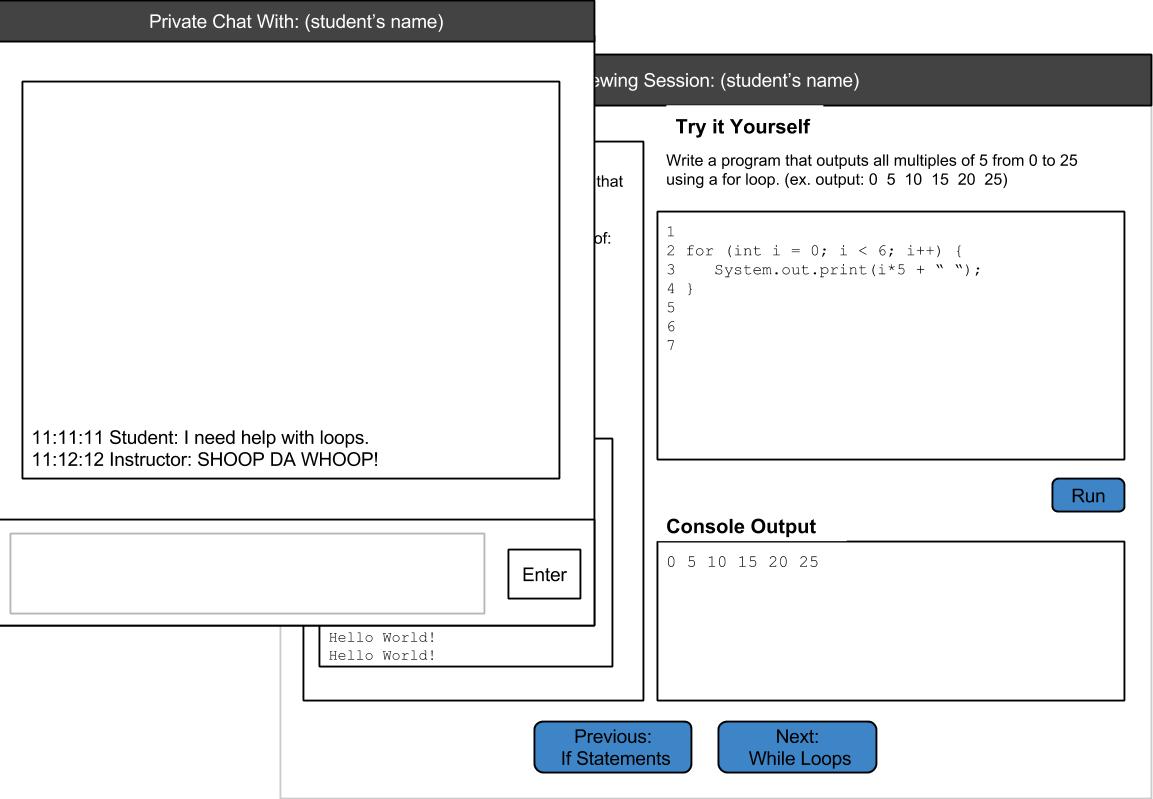 Private Chat With: (student’s name)
11:11:11 Student: I need help with loops.
11:12:12 Instructor: SHOOP DA WHOOP!
Enter
Session: (student’s name)
that
of:
Hello World!
Hello World!
Try it Yourself
Write a program that outputs all multiples of 5 from 0 to 25
using a for loop. (ex. output: 0 5 10 15 20 25)
1
2 for (int i = 0; i < 6; i++) {
3 System.out.print(i*5 + “ “);
4 }
5
6
7
Run
Console Output
0 5 10 15 20 25
Previous:
If Statements
Next:
While Loops